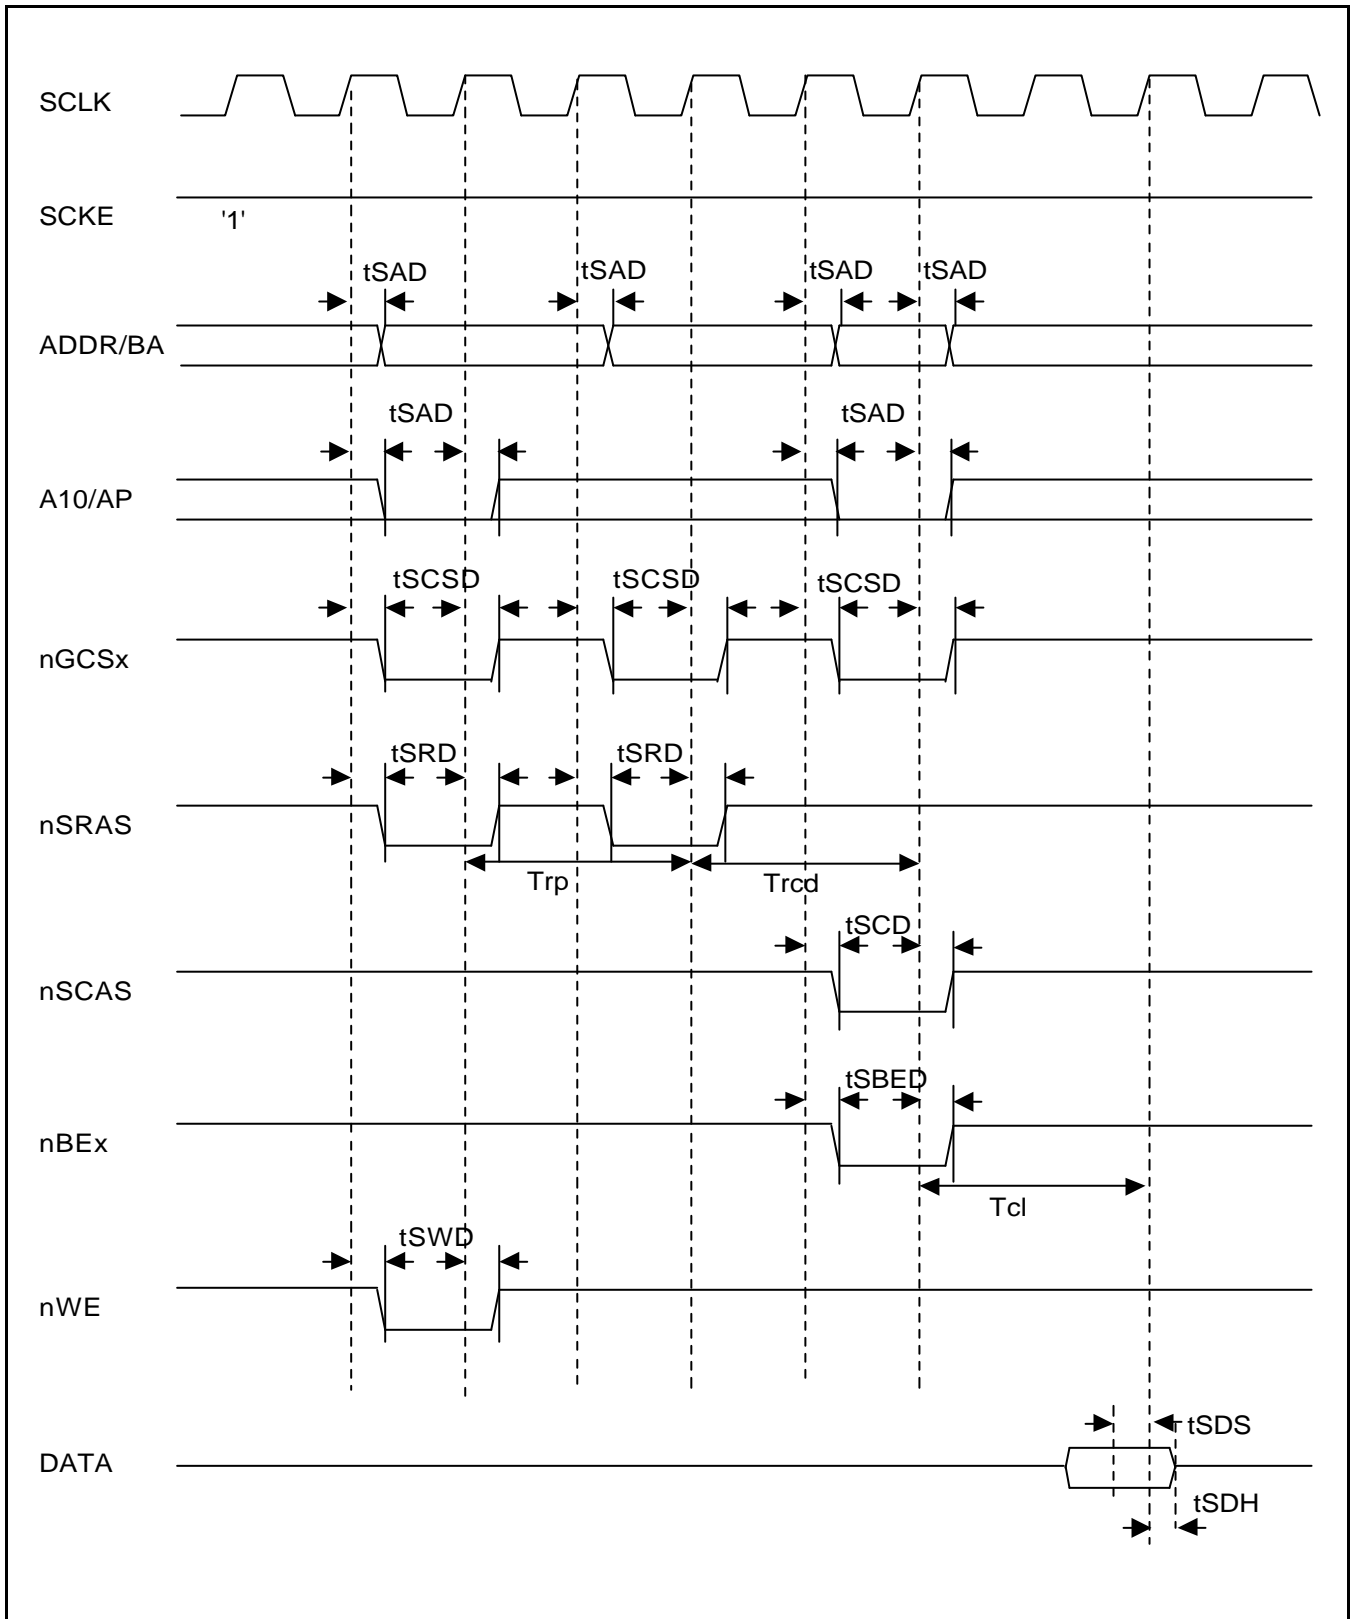 SCLK
SCKE
'1'
tSAD tSAD tSAD tSAD
ADDR/BA
tSAD tSAD
A10/AP
tSCSD tSCSD tSCSD
nGCSx
tSRD tSRD
nSRAS
Trp Trcd
tSCD
nSCAS
tSBED
nBEx
Tcl
tSWD
nWE
tSDS
DATA
tSDH